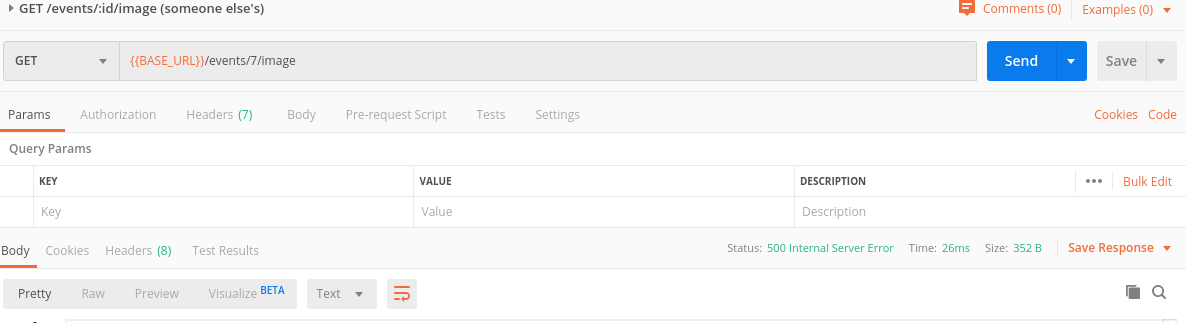 GET /events/:id/image (someone else's) Comments (0) Examples (0)
GET {{BASE_URL}}/events/7/image Send Save
Params Authorization Headers (7) Body Pre-request Script Tests Settings Cookies Code
Query Params
KEY VALUE DESCRIPTION ••• Bulk Edit
Key Value Description
Body Cookies Headers (8) Test Results Status: 500 Internal Server Error Time: 26ms Size: 352 B Save Response
Pretty Raw Preview Visualize BETA Text